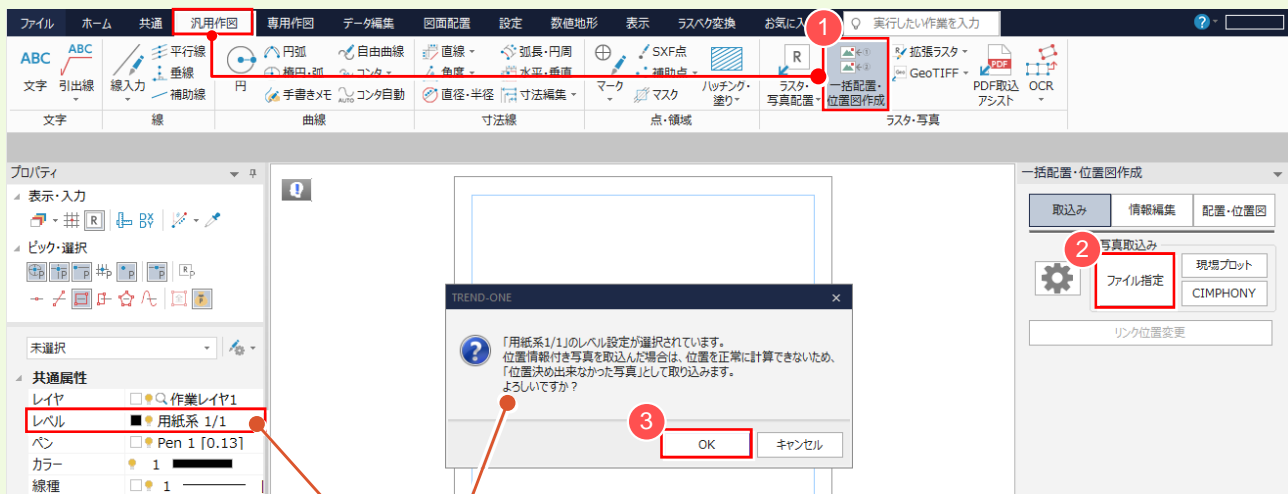 ファイル ホーム 共通 汎用作図 専用作図 データ編集 図面配置 設定 数値地形 表示 ラスベク変換 お気に入 1 実行したい作業を入力 ?
ABC ABC 平行線 円弧 自由曲線 直線 弧長・円周 SXF点 R 拡張ラスタ PDF
垂線 楕円・弧 コンタ 角度 水平・垂直 補助点 Geo GeoTIFF
文字 引出線 線入力 補助線 円 手書きメモ AUTO コンタ自動 直径・半径 寸法編集 マーク マスク ハッチング・塗り ラスタ・写真配置 一括配置・位置図作成 PDF取込アシスト OCR
文字 線 曲線 寸法線 点・領域 ラスタ・写真
プロパティ
一括配置・位置図作成
表示・入力
R DX DY
取込み 情報編集 配置・位置図
ピック・選択
2 写真取込み
ファイル指定 現場プロット
CIMPHONY
リンク位置変更
TREND-ONE
「用紙系1/1」のレベル設定が選択されています。
位置情報付き写真を取込んだ場合は、位置を正常に計算できないため、
「位置決め出来なかった写真」として取り込みます。
よろしいですか？
3
OK キャンセル
未選択
共通属性
レイヤ 作業レイヤ1
レベル 用紙系 1/1
ペン Pen 1 [0.13]
カラー 1
線種 1